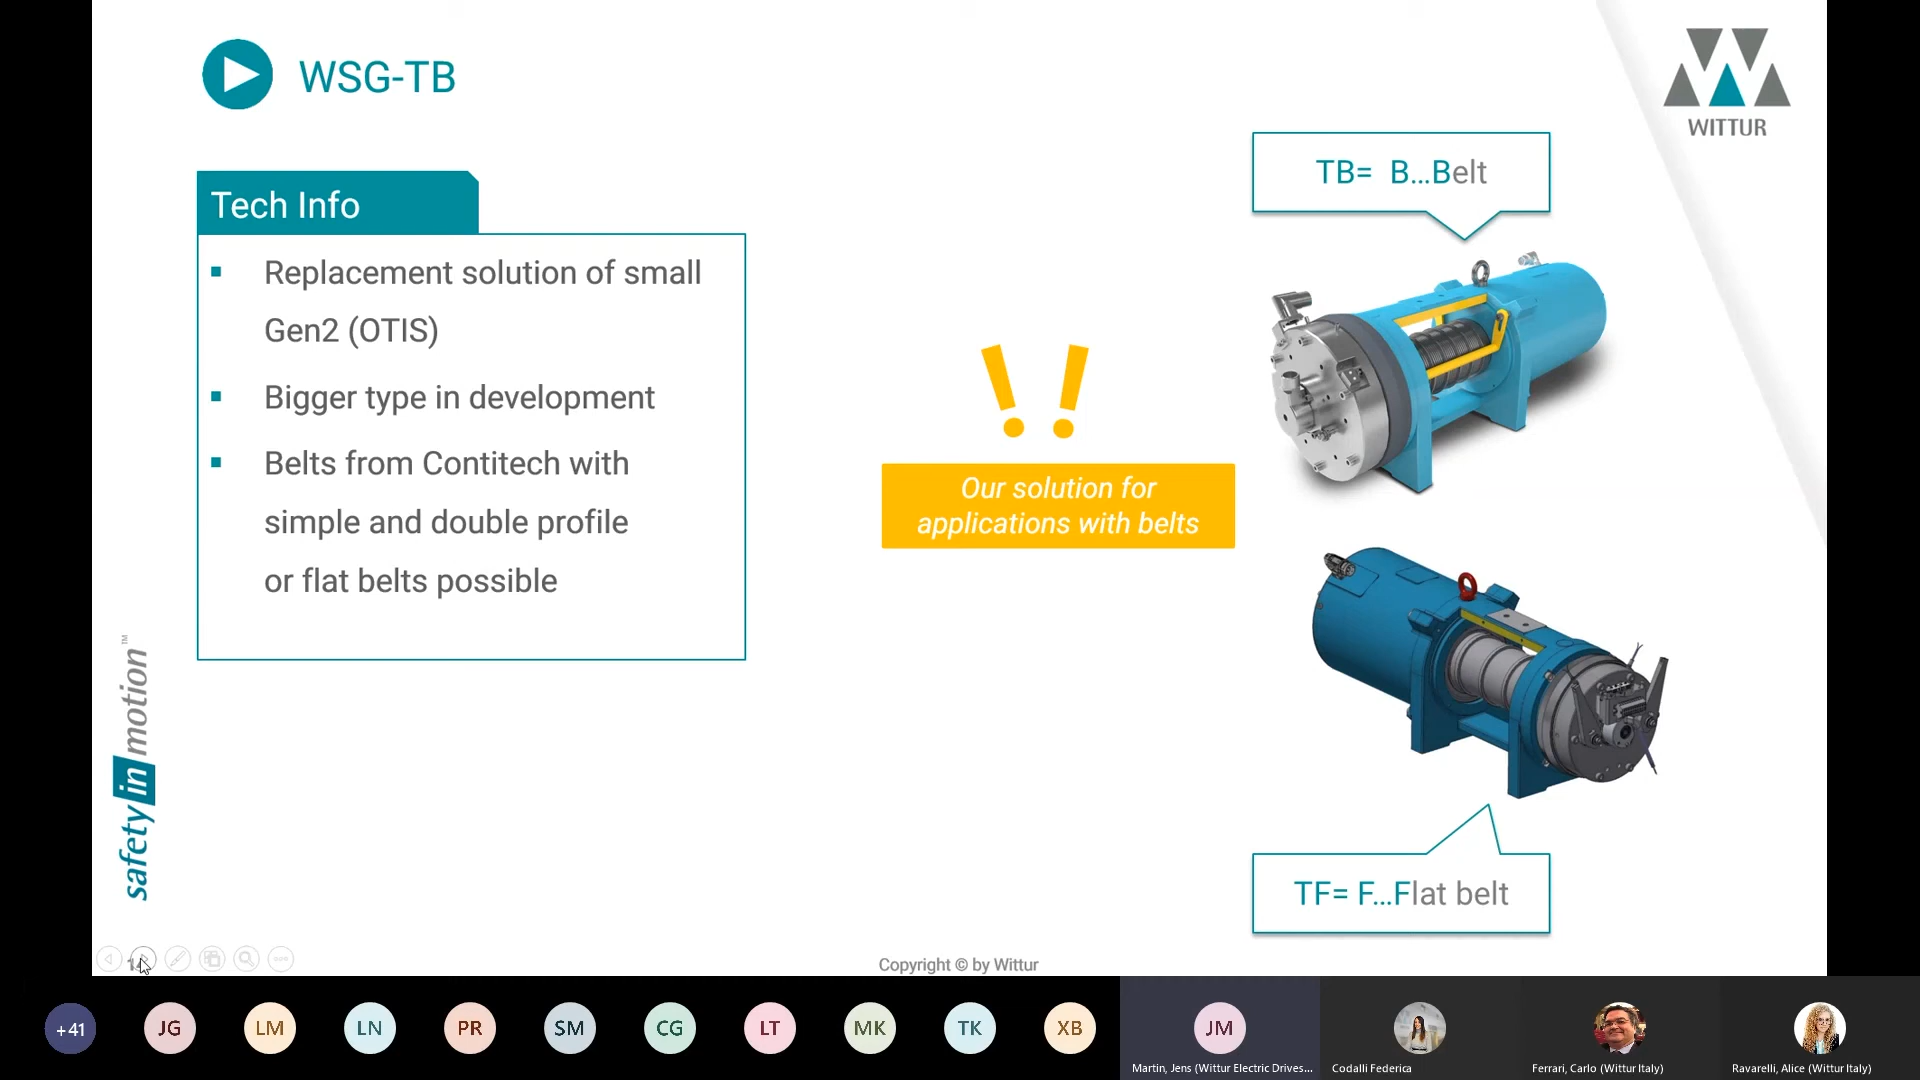 WSG-TB
WITTUR
TB= B...Belt
Tech Info
Replacement solution of small
Gen2 (OTIS)
Bigger type in development
Belts from Contitech with
simple and double profile
or flat belts possible
!!
Our solution for
applications with belts
TF= F...Flat belt
safety in motion™
Copyright © by Wittur
+41
JG
LM
LN
PR
SM
CG
LT
MK
TK
XB
JM
Martin, Jens (Wittur Electric Drives...
Codalli Federica
Ferrari, Carlo (Wittur Italy)
Ravarelli, Alice (Wittur Italy)